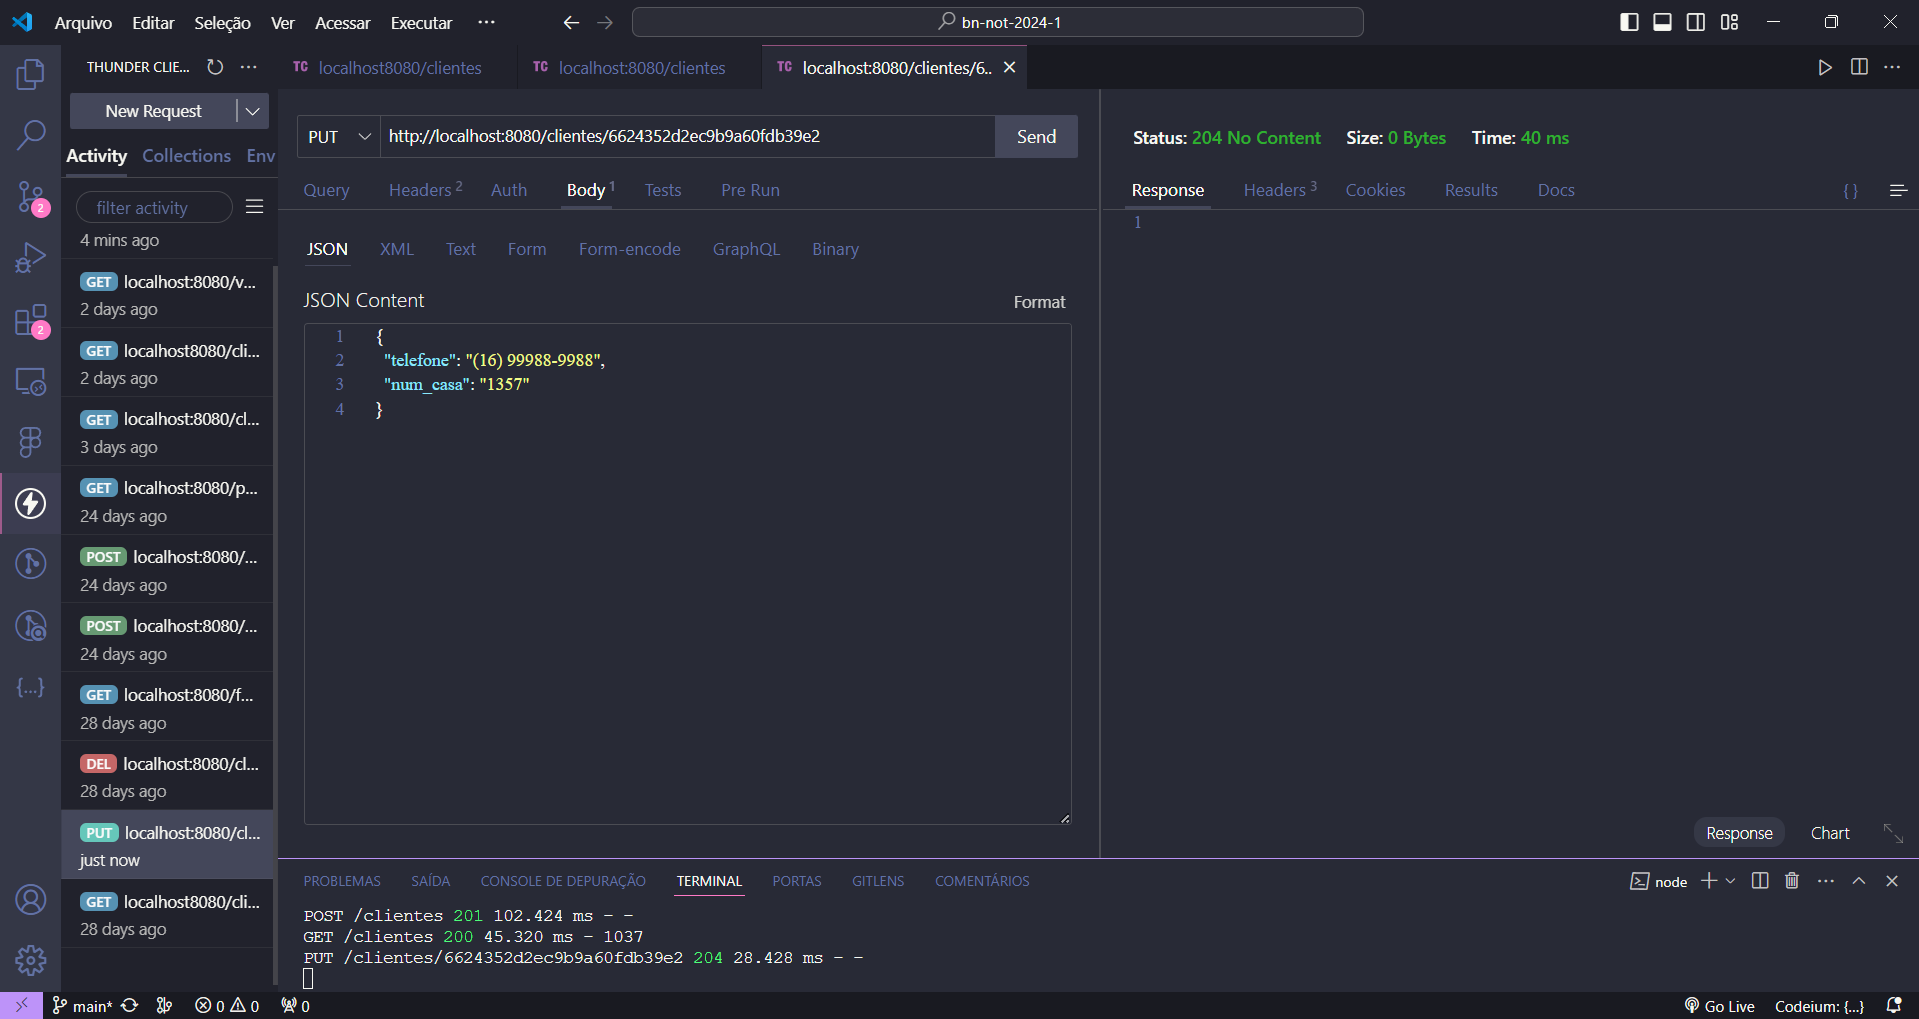 Arquivo Editar Seleção Ver Acessar Executar ···
bn-not-2024-1
THUNDER CLIE... ···
TC localhost8080/clientes
TC localhost:8080/clientes
TC localhost:8080/clientes/6..
New Request
Activity Collections Env
filter activity
4 mins ago
GET localhost:8080/v...
2 days ago
GET localhost8080/cli...
2 days ago
GET localhost:8080/cl...
3 days ago
GET localhost:8080/p...
24 days ago
POST localhost:8080/...
24 days ago
POST localhost:8080/...
24 days ago
GET localhost:8080/f...
28 days ago
DEL localhost:8080/cl...
28 days ago
PUT localhost:8080/cl...
just now
GET localhost8080/cli...
28 days ago
2
2
{...}
PUT http://localhost:8080/clientes/6624352d2ec9b9a60fdb39e2 Send
Query Headers 2 Auth Body 1 Tests Pre Run
JSON XML Text Form Form-encode GraphQL Binary
JSON Content Format
1 {
2 "telefone": "(16) 99988-9988",
3 "num_casa": "1357"
4 }
Status: 204 No Content Size: 0 Bytes Time: 40 ms
Response Headers 3 Cookies Results Docs { }
1
Response Chart
PROBLEMAS SAÍDA CONSOLE DE DEPURAÇÃO TERMINAL PORTAS GITLENS COMENTÁRIOS
node
POST /clientes 201 102.424 ms - -
GET /clientes 200 45.320 ms - 1037
PUT /clientes/6624352d2ec9b9a60fdb39e2 204 28.428 ms - -
main* 0 0 0
Go Live Codeium: {...}